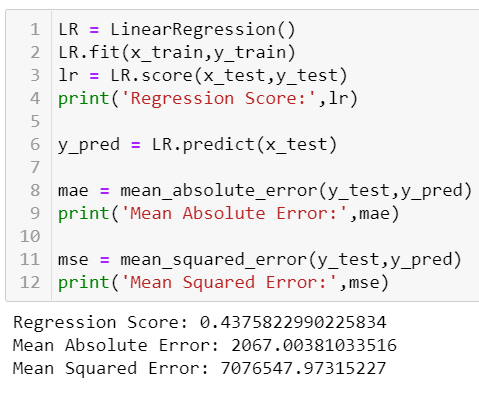 1 LR = LinearRegression()
2 LR.fit(x_train,y_train)
3 lr = LR.score(x_test,y_test)
4 print('Regression Score:',lr)
5
6 y_pred = LR.predict(x_test)
7
8 mae = mean_absolute_error(y_test,y_pred)
9 print('Mean Absolute Error:',mae)
10
11 mse = mean_squared_error(y_test,y_pred)
12 print('Mean Squared Error:',mse)
Regression Score: 0.4375822990225834
Mean Absolute Error: 2067.00381033516
Mean Squared Error: 7076547.97315227